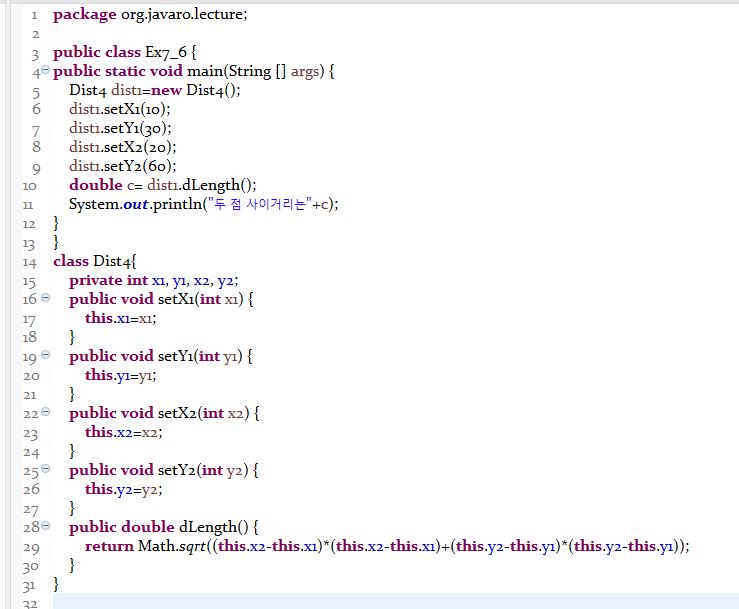 1 package org.javaro.lecture;
2
3 public class Ex7_6 {
4 public static void main(String [] args) {
5 Dist4 dist1=new Dist4();
6 dist1.setX1(10);
7 dist1.setY1(30);
8 dist1.setX2(20);
9 dist1.setY2(60);
10 double c= dist1.dLength();
11 System.out.println("두 점 사이거리는"+c);
12 }
13 }
14 class Dist4{
15 private int x1, y1, x2, y2;
16 public void setX1(int x1) {
17 this.x1=x1;
18 }
19 public void setY1(int y1) {
20 this.y1=y1;
21 }
22 public void setX2(int x2) {
23 this.x2=x2;
24 }
25 public void setY2(int y2) {
26 this.y2=y2;
27 }
28 public double dLength() {
29 return Math.sqrt((this.x2-this.x1)*(this.x2-this.x1)+(this.y2-this.y1)*(this.y2-this.y1));
30 }
31 }
32